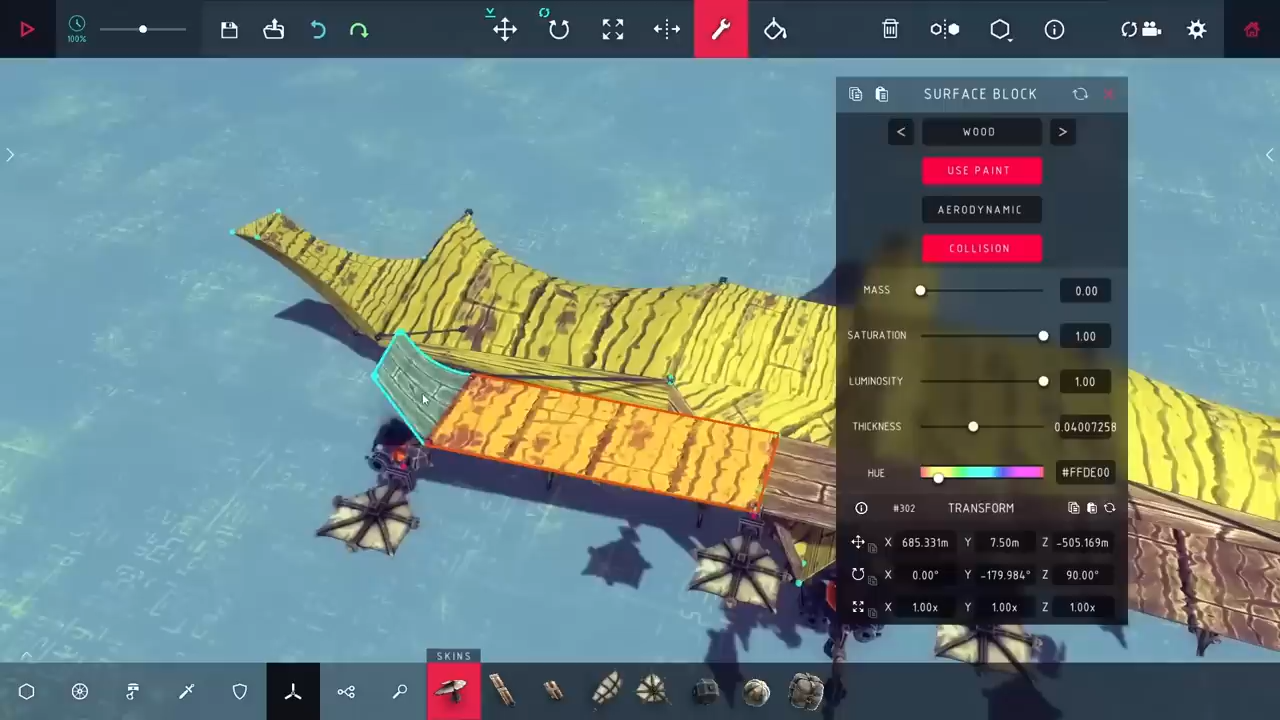 100%
SURFACE BLOCK
< WOOD >
USE PAINT
AERODYNAMIC
COLLISION
MASS 0.00
SATURATION 1.00
LUMINOSITY 1.00
THICKNESS 0.04007258
HUE #FFDE00
#302 TRANSFORM
X 685.331m Y 7.50m Z -505.169m
X 0.00° Y -179.984° Z 90.00°
X 1.00x Y 1.00x Z 1.00x
SKINS